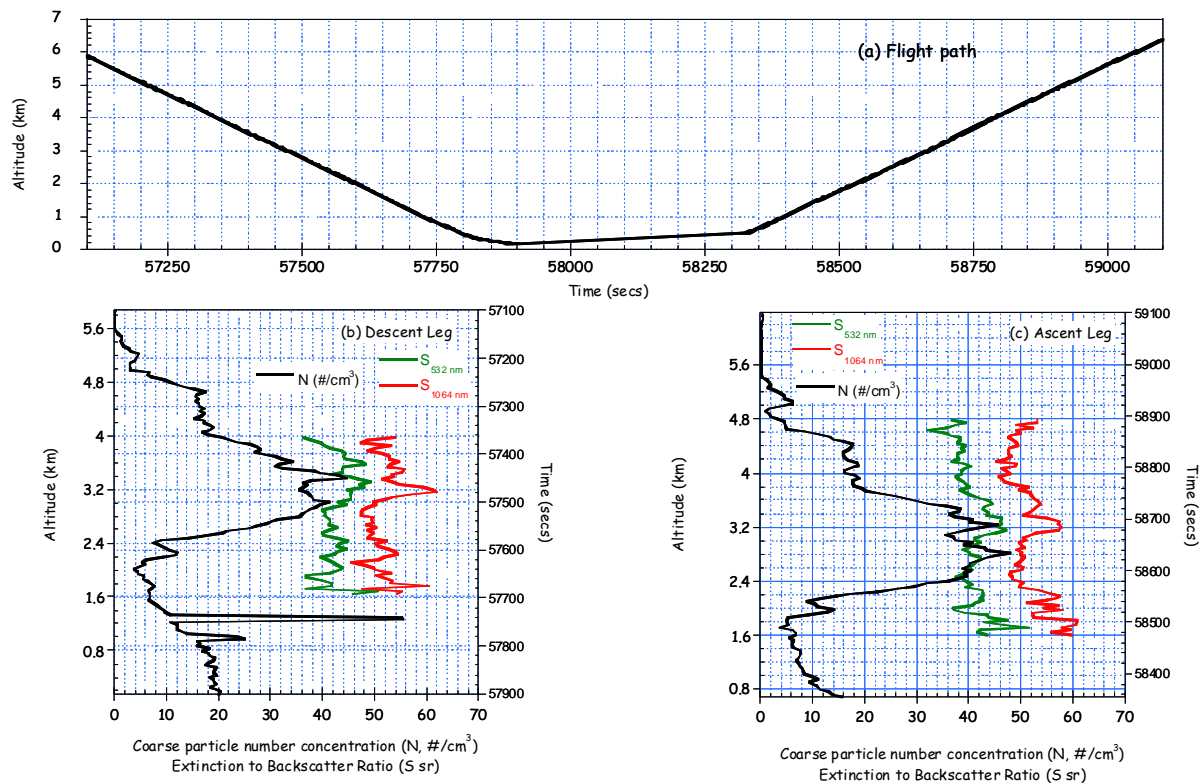 7
6
5
4
3
2
1
0
Altitude (km)
(a) Flight path
57250 57500 57750 58000 58250 58500 58750 59000
Time (secs)
(b) Descent Leg
S532 nm
S1064 nm
N (#/cm³)
5.6
4.8
4
3.2
2.4
1.6
0.8
Altitude (km)
57100
57200
57300
57400
57500
57600
57700
57800
57900
Time (secs)
0 10 20 30 40 50 60 70
Coarse particle number concentration (N, #/cm³)
Extinction to Backscatter Ratio (S sr)
(c) Ascent Leg
S532 nm
S1064 nm
N (#/cm³)
5.6
4.8
4
3.2
2.4
1.6
0.8
Altitude (km)
59100
59000
58900
58800
58700
58600
58500
58400
Time (secs)
0 10 20 30 40 50 60 70
Coarse particle number concentration (N, #/cm³)
Extinction to Backscatter Ratio (S sr)